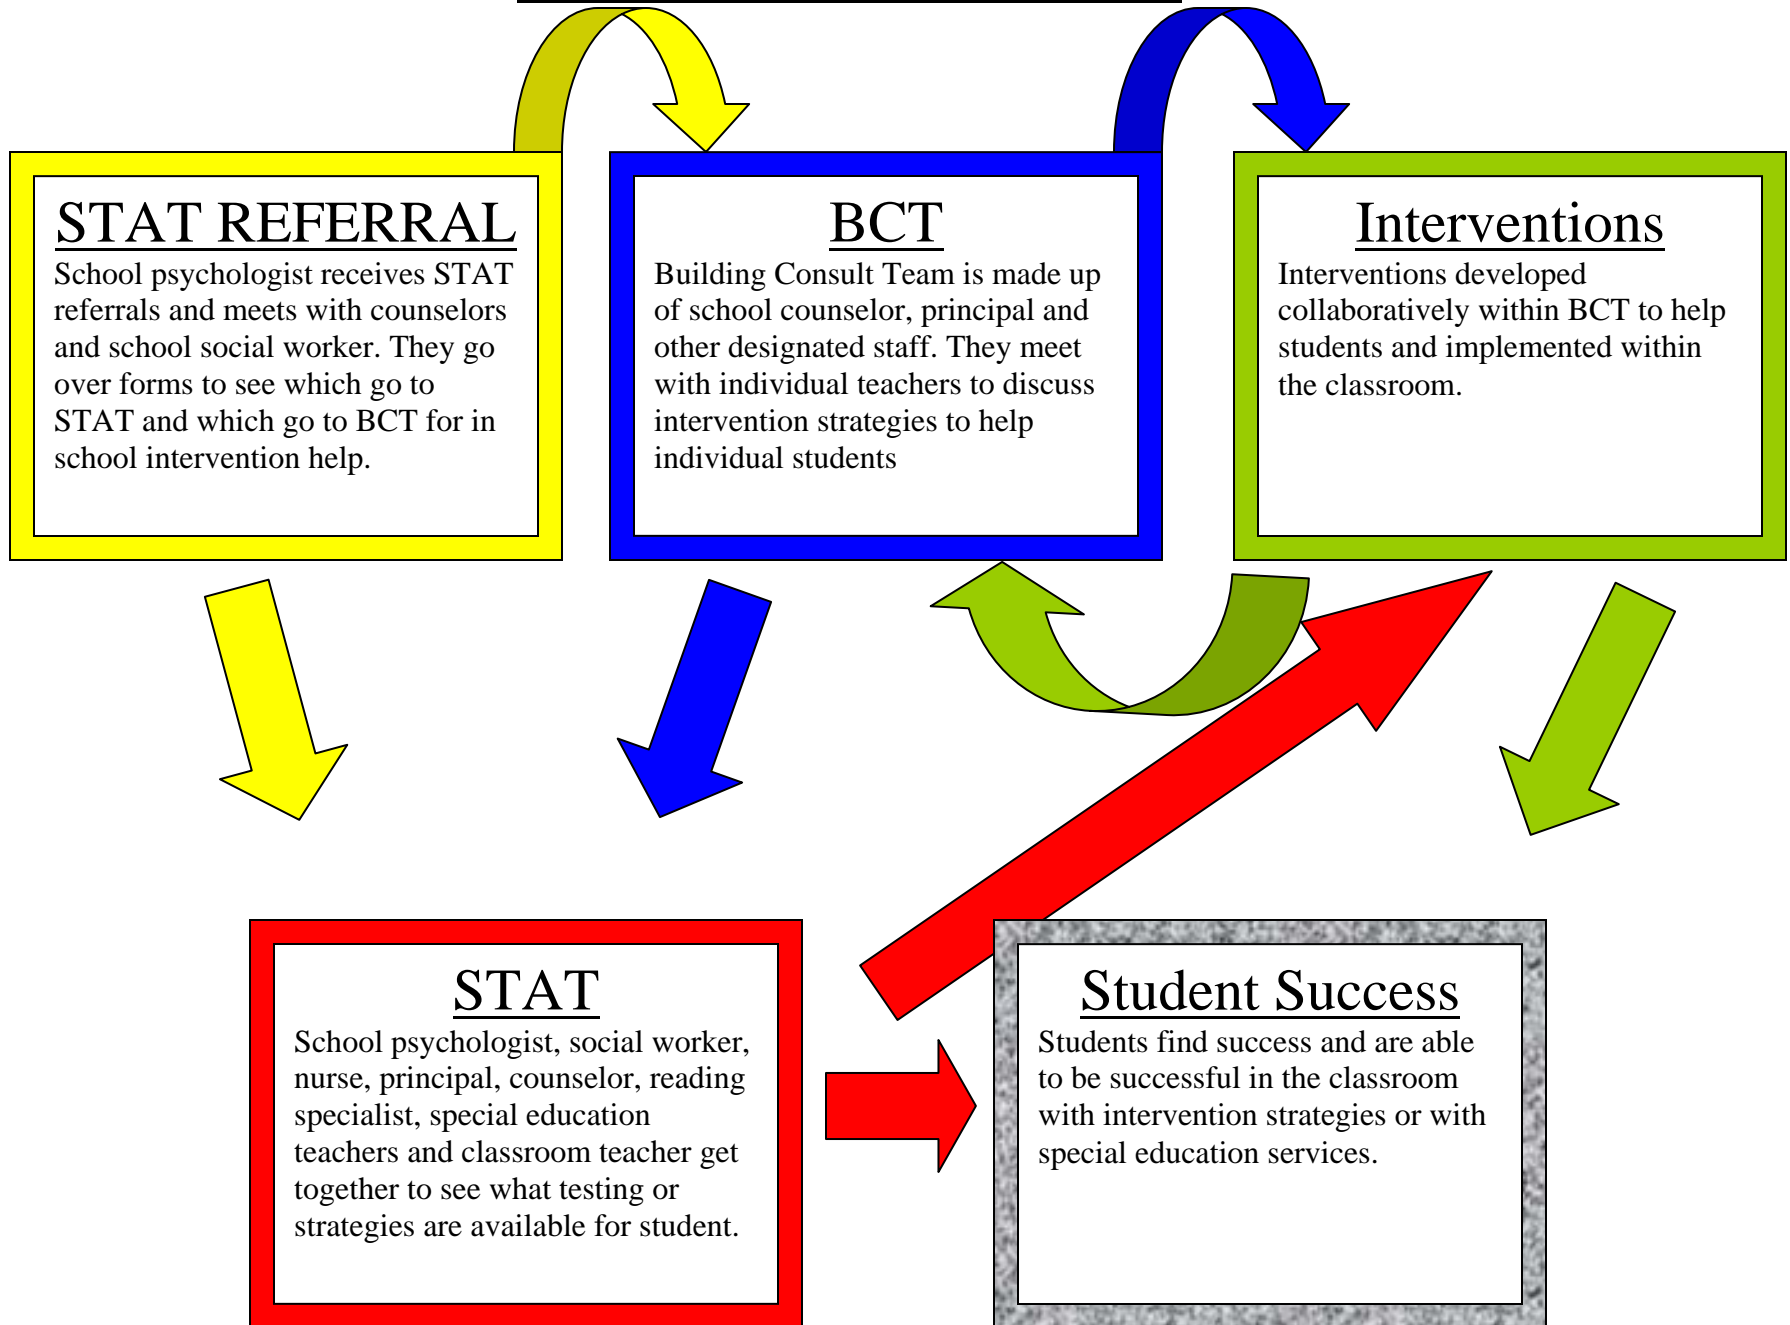 STAT REFERRAL
School psychologist receives STAT
referrals and meets with counselors
and school social worker. They go
over forms to see which go to
STAT and which go to BCT for in
school intervention help.
BCT
Building Consult Team is made up
of school counselor, principal and
other designated staff. They meet
with individual teachers to discuss
intervention strategies to help
individual students
Interventions
Interventions developed
collaboratively within BCT to help
students and implemented within
the classroom.
STAT
School psychologist, social worker,
nurse, principal, counselor, reading
specialist, special education
teachers and classroom teacher get
together to see what testing or
strategies are available for student.
Student Success
Students find success and are able
to be successful in the classroom
with intervention strategies or with
special education services.